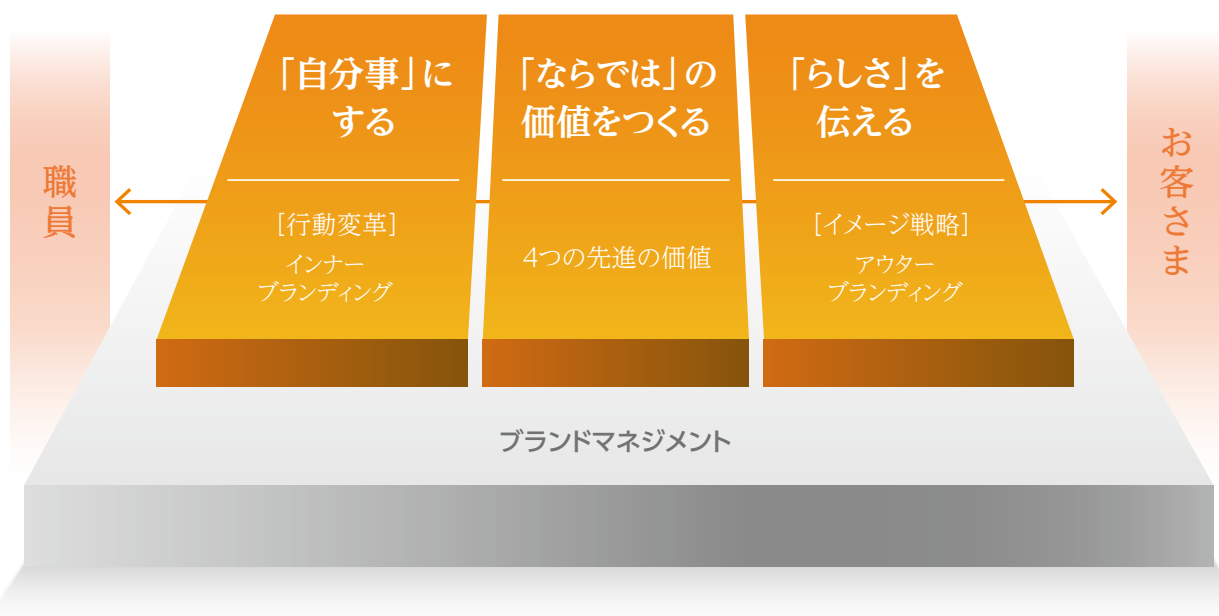 職員
「自分事」に
する
[行動変革]
インナー
ブランディング
「ならでは」の
価値をつくる
4つの先進の価値
「らしさ」を
伝える
[イメージ戦略]
アウター
ブランディング
お客さま
ブランドマネジメント